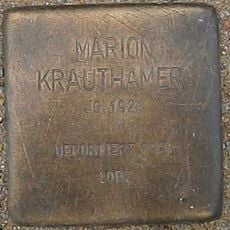 MARION
KRAUTHAMER
JG. 1924
DEPORTIERT
LODZ